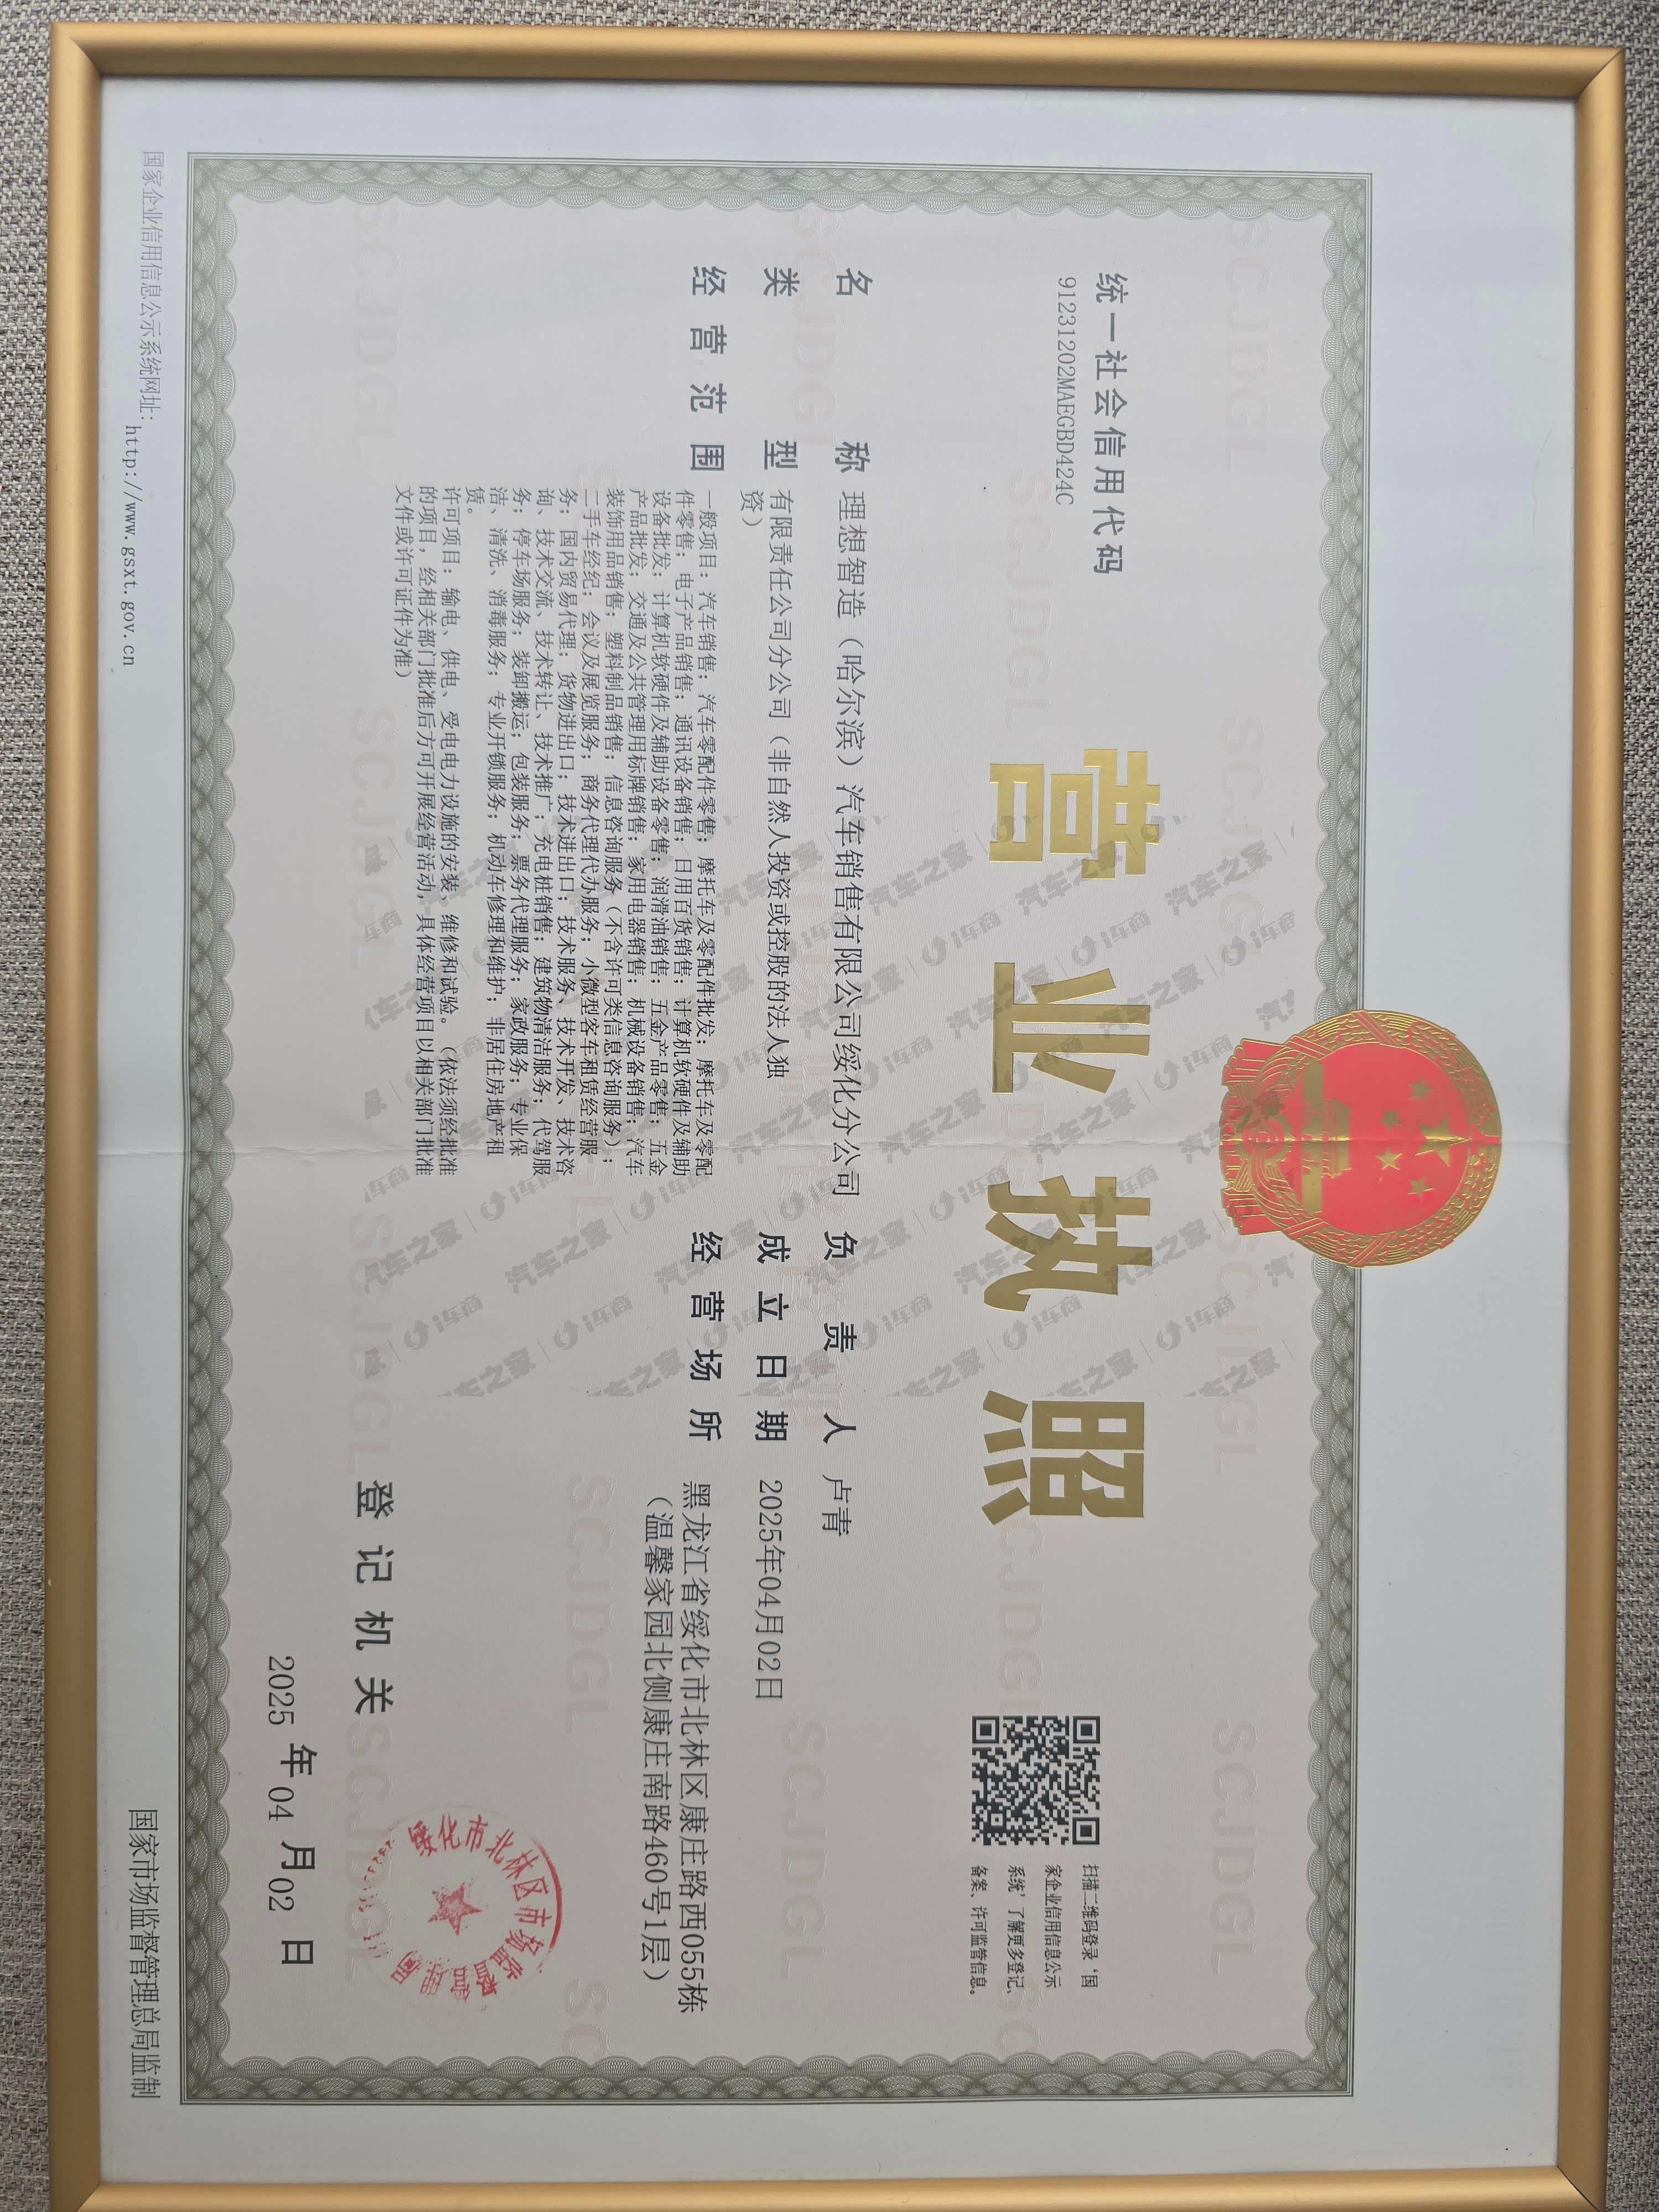 统一社会信用代码
91231202MAEGBD424C
营业执照
扫描二维码登录‘国
家企业信用信息公示
系统’了解更多登记、
备案、许可监管信息。
名称 理想智造（哈尔滨）汽车销售有限公司绥化分公司
类型 有限责任公司分公司（非自然人投资或控股的法人独
资）
经营范围 一般项目：汽车销售；汽车零配件零售；摩托车及零配件批发；摩托车及零配
件零售；电子产品销售；通讯设备销售；日用百货销售；计算机软硬件及辅助
设备批发；计算机软硬件及辅助设备零售；润滑油销售；五金产品零售；五金
产品批发；交通及公共管理用标牌销售；家用电器销售；机械设备销售；汽车
装饰用品销售；塑料制品销售；信息咨询服务（不含许可类信息咨询服务）；
二手车经纪；会议及展览服务；商务代理代办服务；小微型客车租赁经营服
务；国内贸易代理；货物进出口；技术进出口；技术服务、技术开发、技术咨
询、技术交流、技术转让、技术推广；充电桩销售；建筑物清洁服务；代驾服
务；停车场服务；装卸搬运；包装服务；票务代理服务；家政服务；专业保
洁、清洗、消毒服务；专业开锁服务；机动车修理和维护；非居住房地产租
赁。
许可项目：输电、供电、受电电力设施的安装、维修和试验。（依法须经批准
的项目，经相关部门批准后方可开展经营活动，具体经营项目以相关部门批准
文件或许可证件为准）
负责人 卢青
成立日期 2025年04月02日
经营场所 黑龙江省绥化市北林区康庄路西055栋
（温馨家园北侧康庄南路460号1层）
登记机关
绥化市北林区市场监督管理局
2025年04月02日
国家企业信用信息公示系统网址：http://www.gsxt.gov.cn
国家市场监督管理总局监制
SCJDGL
汽车之家 | i车商